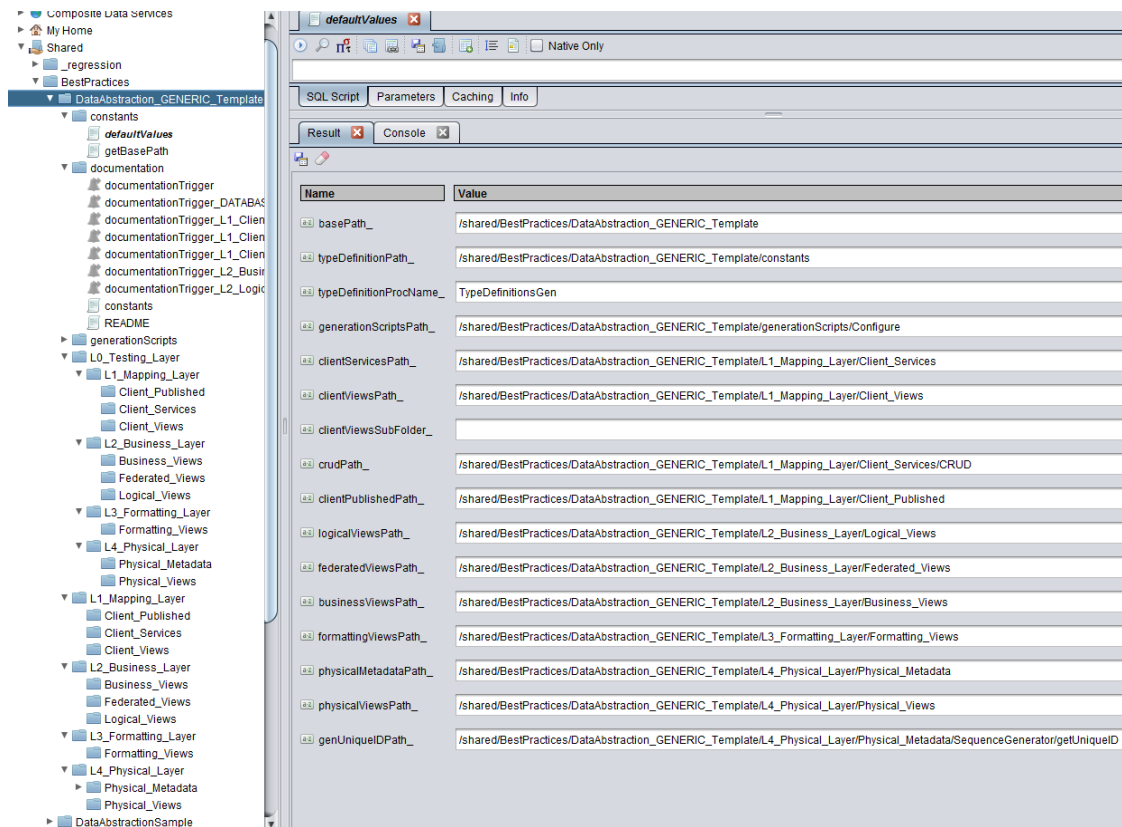 Composite Data Services
My Home
Shared
_regression
BestPractices
DataAbstraction_GENERIC_Template
constants
defaultValues
getBasePath
documentation
documentationTrigger
documentationTrigger_DATABAS
documentationTrigger_L1_Clien
documentationTrigger_L1_Clien
documentationTrigger_L1_Clien
documentationTrigger_L2_Busin
documentationTrigger_L2_Logic
constants
README
generationScripts
L0_Testing_Layer
L1_Mapping_Layer
Client_Published
Client_Services
Client_Views
L2_Business_Layer
Business_Views
Federated_Views
Logical_Views
L3_Formatting_Layer
Formatting_Views
L4_Physical_Layer
Physical_Metadata
Physical_Views
L1_Mapping_Layer
Client_Published
Client_Services
Client_Views
L2_Business_Layer
Business_Views
Federated_Views
Logical_Views
L3_Formatting_Layer
Formatting_Views
L4_Physical_Layer
Physical_Metadata
Physical_Views
DataAbstractionSample
defaultValues
Native Only
SQL Script Parameters Caching Info
Result Console
Name Value
basePath_ /shared/BestPractices/DataAbstraction_GENERIC_Template
typeDefinitionPath_ /shared/BestPractices/DataAbstraction_GENERIC_Template/constants
typeDefinitionProcName_ TypeDefinitionsGen
generationScriptsPath_ /shared/BestPractices/DataAbstraction_GENERIC_Template/generationScripts/Configure
clientServicesPath_ /shared/BestPractices/DataAbstraction_GENERIC_Template/L1_Mapping_Layer/Client_Services
clientViewsPath_ /shared/BestPractices/DataAbstraction_GENERIC_Template/L1_Mapping_Layer/Client_Views
clientViewsSubFolder_
crudPath_ /shared/BestPractices/DataAbstraction_GENERIC_Template/L1_Mapping_Layer/Client_Services/CRUD
clientPublishedPath_ /shared/BestPractices/DataAbstraction_GENERIC_Template/L1_Mapping_Layer/Client_Published
logicalViewsPath_ /shared/BestPractices/DataAbstraction_GENERIC_Template/L2_Business_Layer/Logical_Views
federatedViewsPath_ /shared/BestPractices/DataAbstraction_GENERIC_Template/L2_Business_Layer/Federated_Views
businessViewsPath_ /shared/BestPractices/DataAbstraction_GENERIC_Template/L2_Business_Layer/Business_Views
formattingViewsPath_ /shared/BestPractices/DataAbstraction_GENERIC_Template/L3_Formatting_Layer/Formatting_Views
physicalMetadataPath_ /shared/BestPractices/DataAbstraction_GENERIC_Template/L4_Physical_Layer/Physical_Metadata
physicalViewsPath_ /shared/BestPractices/DataAbstraction_GENERIC_Template/L4_Physical_Layer/Physical_Views
genUniqueIDPath_ /shared/BestPractices/DataAbstraction_GENERIC_Template/L4_Physical_Layer/Physical_Metadata/SequenceGenerator/getUniqueID